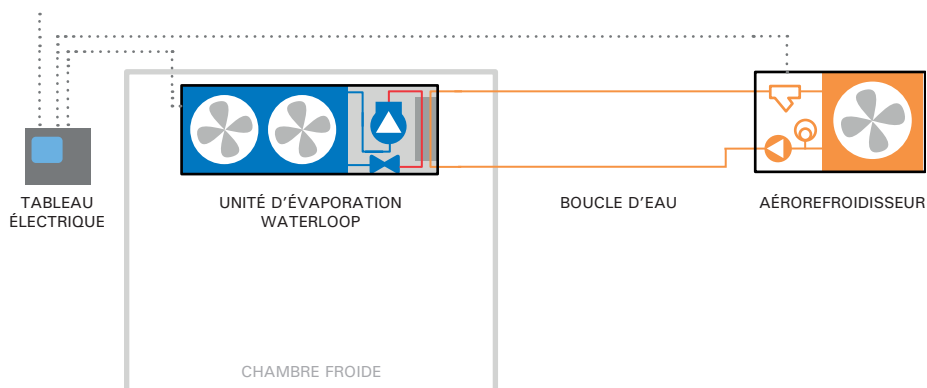 TABLEAU
ÉLECTRIQUE
UNITÉ D'ÉVAPORATION
WATERLOOP
BOUCLE D'EAU
AÉROREFROIDISSEUR
CHAMBRE FROIDE